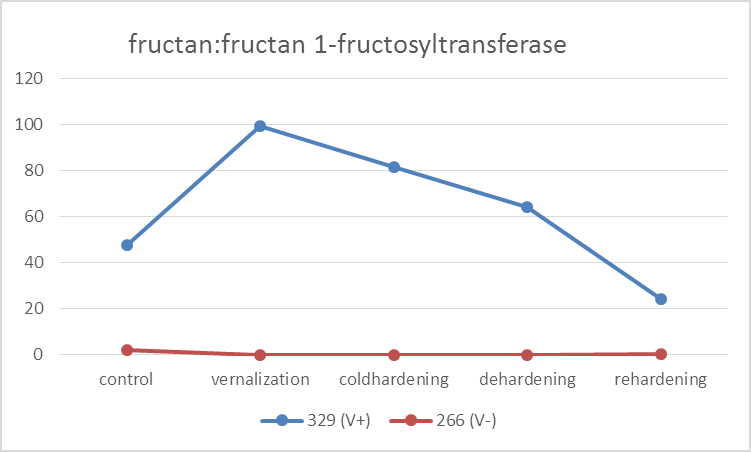 fructan:fructan 1-fructosyltransferase
120
100
80
60
40
20
0
control vernalization coldhardening dehardening rehardening
329 (V+) 266 (V-)